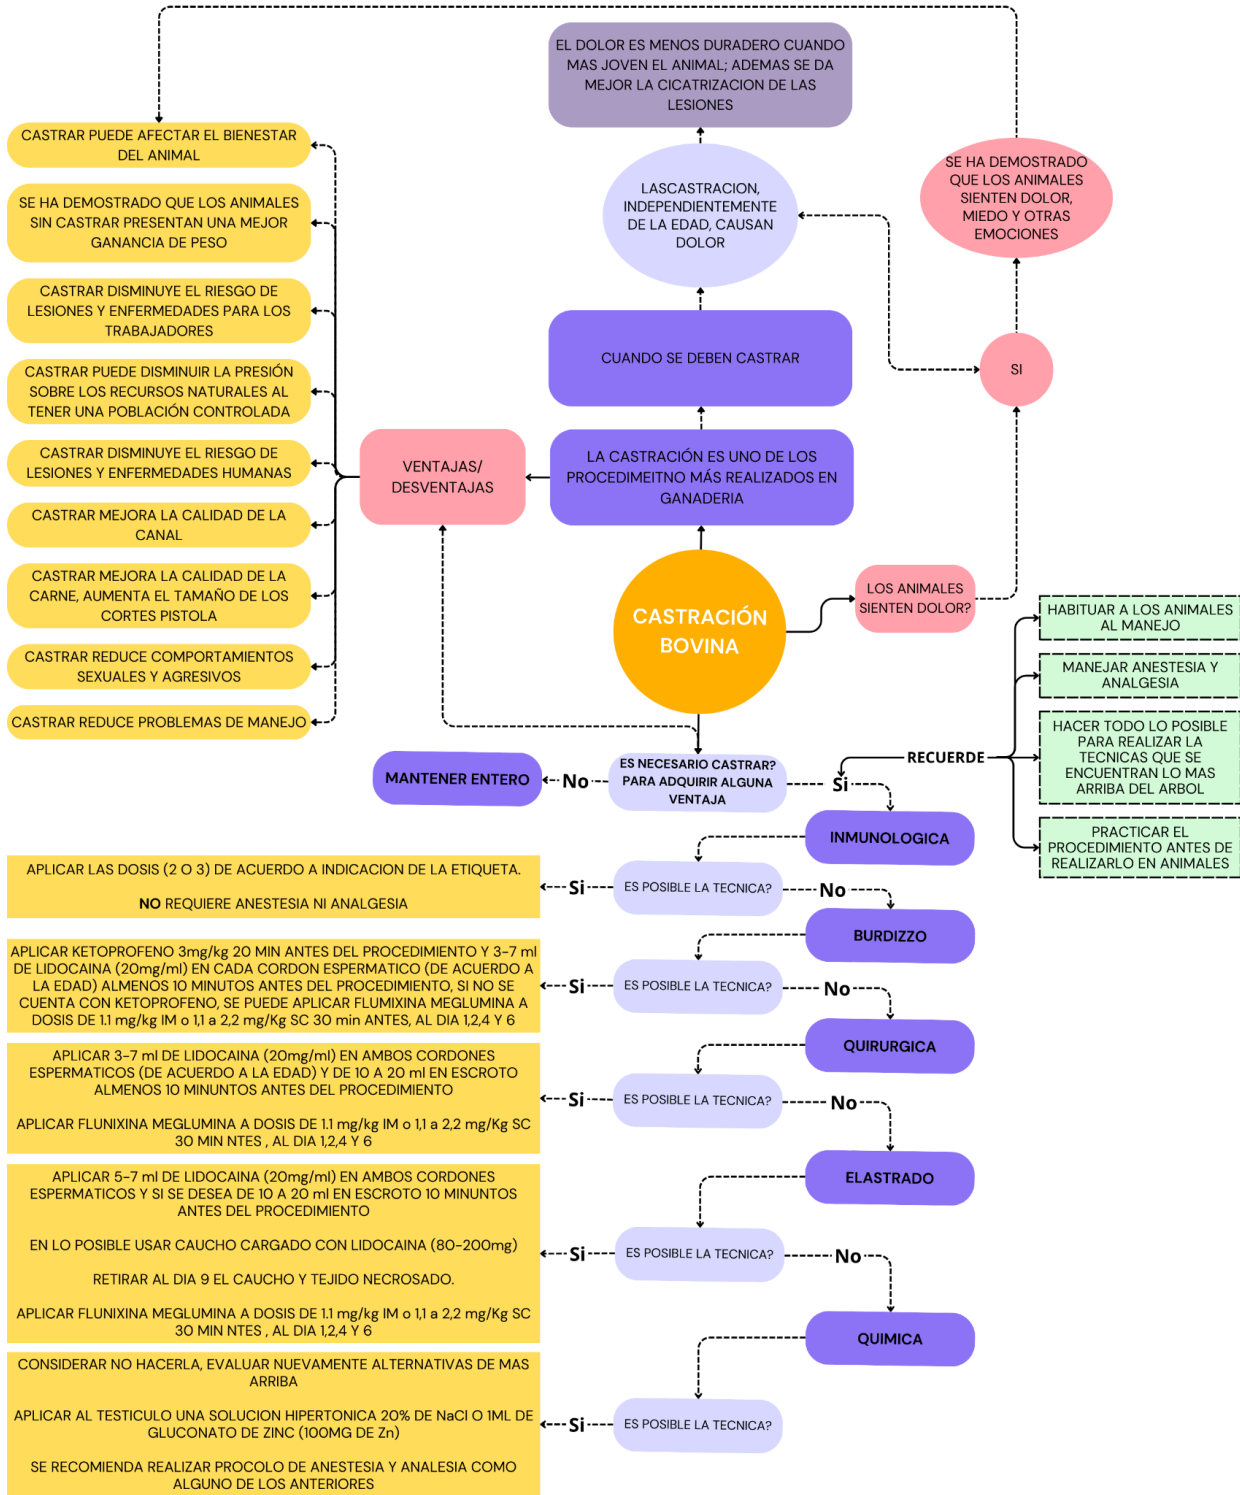 EL DOLOR ES MENOS DURADERO CUANDO
MAS JOVEN EL ANIMAL; ADEMAS SE DA
MEJOR LA CICATRIZACION DE LAS
LESIONES
CASTRAR PUEDE AFECTAR EL BIENESTAR
DEL ANIMAL
SE HA DEMOSTRADO QUE LOS ANIMALES
SIN CASTRAR PRESENTAN UNA MEJOR
GANANCIA DE PESO
CASTRAR DISMINUYE EL RIESGO DE
LESIONES Y ENFERMEDADES PARA LOS
TRABAJADORES
CASTRAR PUEDE DISMINUIR LA PRESIÓN
SOBRE LOS RECURSOS NATURALES AL
TENER UNA POBLACIÓN CONTROLADA
CASTRAR DISMINUYE EL RIESGO DE
LESIONES Y ENFERMEDADES HUMANAS
CASTRAR MEJORA LA CALIDAD DE LA
CANAL
CASTRAR MEJORA LA CALIDAD DE LA
CARNE, AUMENTA EL TAMAÑO DE LOS
CORTES PISTOLA
CASTRAR REDUCE COMPORTAMIENTOS
SEXUALES Y AGRESIVOS
CASTRAR REDUCE PROBLEMAS DE MANEJO
VENTAJAS/
DESVENTAJAS
LASCASTRACION,
INDEPENDIENTEMENTE
DE LA EDAD, CAUSAN
DOLOR
CUANDO SE DEBEN CASTRAR
LA CASTRACIÓN ES UNO DE LOS
PROCEDIMEITNO MÁS REALIZADOS EN
GANADERIA
CASTRACIÓN
BOVINA
SE HA DEMOSTRADO
QUE LOS ANIMALES
SIENTEN DOLOR,
MIEDO Y OTRAS
EMOCIONES
SI
LOS ANIMALES
SIENTEN DOLOR?
HABITUAR A LOS ANIMALES
AL MANEJO
MANEJAR ANESTESIA Y
ANALGESIA
HACER TODO LO POSIBLE
PARA REALIZAR LA
TECNICAS QUE SE
ENCUENTRAN LO MAS
ARRIBA DEL ARBOL
PRACTICAR EL
PROCEDIMIENTO ANTES DE
REALIZARLO EN ANIMALES
RECUERDE
MANTENER ENTERO
No
ES NECESARIO CASTRAR?
PARA ADQUIRIR ALGUNA
VENTAJA
Si
INMUNOLOGICA
APLICAR LAS DOSIS (2 O 3) DE ACUERDO A INDICACION DE LA ETIQUETA.
NO REQUIERE ANESTESIA NI ANALGESIA
Si
ES POSIBLE LA TECNICA?
No
BURDIZZO
APLICAR KETOPROFENO 3mg/kg 20 MIN ANTES DEL PROCEDIMIENTO Y 3-7 ml
DE LIDOCAINA (20mg/ml) EN CADA CORDON ESPERMATICO (DE ACUERDO A
LA EDAD) ALMENOS 10 MINUTOS ANTES DEL PROCEDIMIENTO, SI NO SE
CUENTA CON KETOPROFENO, SE PUEDE APLICAR FLUMIXINA MEGLUMINA A
DOSIS DE 1.1 mg/kg IM o 1,1 a 2,2 mg/Kg SC 30 min ANTES, AL DIA 1,2,4 Y 6
Si
ES POSIBLE LA TECNICA?
No
QUIRURGICA
APLICAR 3-7 ml DE LIDOCAINA (20mg/ml) EN AMBOS CORDONES
ESPERMATICOS (DE ACUERDO A LA EDAD) Y DE 10 A 20 ml EN ESCROTO
ALMENOS 10 MINUNTOS ANTES DEL PROCEDIMIENTO
APLICAR FLUNIXINA MEGLUMINA A DOSIS DE 1.1 mg/kg IM o 1,1 a 2,2 mg/Kg SC
30 MIN NTES , AL DIA 1,2,4 Y 6
Si
ES POSIBLE LA TECNICA?
No
ELASTRADO
APLICAR 5-7 ml DE LIDOCAINA (20mg/ml) EN AMBOS CORDONES
ESPERMATICOS Y SI SE DESEA DE 10 A 20 ml EN ESCROTO 10 MINUNTOS
ANTES DEL PROCEDIMIENTO
EN LO POSIBLE USAR CAUCHO CARGADO CON LIDOCAINA (80-200mg)
RETIRAR AL DIA 9 EL CAUCHO Y TEJIDO NECROSADO.
APLICAR FLUNIXINA MEGLUMINA A DOSIS DE 1.1 mg/kg IM o 1,1 a 2,2 mg/Kg SC
30 MIN NTES , AL DIA 1,2,4 Y 6
Si
ES POSIBLE LA TECNICA?
No
QUIMICA
CONSIDERAR NO HACERLA, EVALUAR NUEVAMENTE ALTERNATIVAS DE MAS
ARRIBA
APLICAR AL TESTICULO UNA SOLUCION HIPERTONICA 20% DE NaCl O 1ML DE
GLUCONATO DE ZINC (100MG DE Zn)
SE RECOMIENDA REALIZAR PROCOLO DE ANESTESIA Y ANALESIA COMO
ALGUNO DE LOS ANTERIORES
Si
ES POSIBLE LA TECNICA?